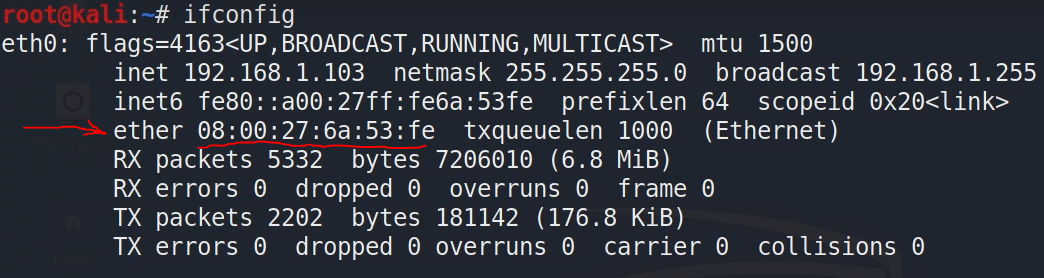 root@kali:~# ifconfig
eth0: flags=4163<UP,BROADCAST,RUNNING,MULTICAST>  mtu 1500
inet 192.168.1.103  netmask 255.255.255.0  broadcast 192.168.1.255
inet6 fe80::a00:27ff:fe6a:53fe  prefixlen 64  scopeid 0x20<link>
ether 08:00:27:6a:53:fe  txqueuelen 1000  (Ethernet)
File System
RX packets 5332  bytes 7206010 (6.8 MiB)
RX errors 0  dropped 0  overruns 0  frame 0
TX packets 2202  bytes 181142 (176.8 KiB)
TX errors 0  dropped 0 overruns 0  carrier 0  collisions 0
Home